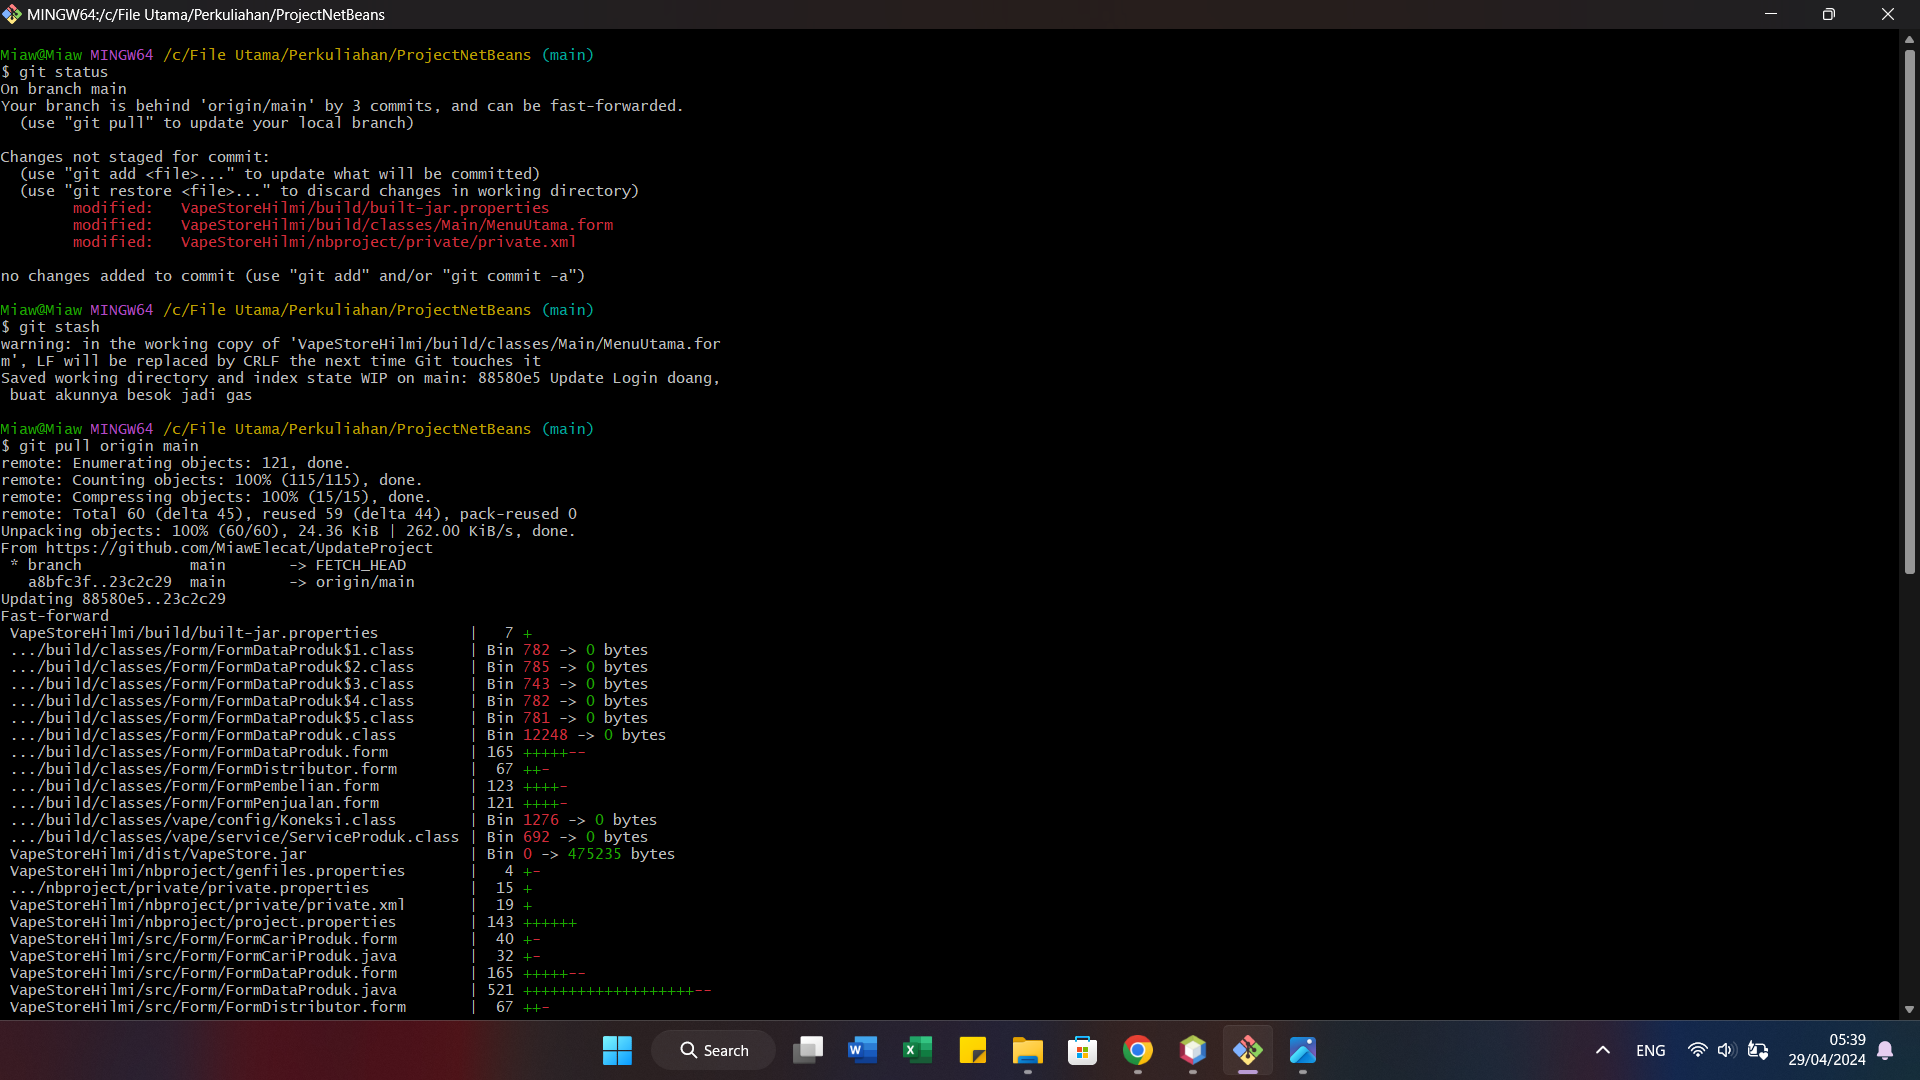 MINGW64:/c/File Utama/Perkuliahan/ProjectNetBeans
Miaw@Miaw MINGW64 /c/File Utama/Perkuliahan/ProjectNetBeans (main)
$ git status
On branch main
Your branch is behind 'origin/main' by 3 commits, and can be fast-forwarded.
  (use "git pull" to update your local branch)
Changes not staged for commit:
  (use "git add <file>..." to update what will be committed)
  (use "git restore <file>..." to discard changes in working directory)
        modified:   VapeStoreHilmi/build/built-jar.properties
        modified:   VapeStoreHilmi/build/classes/Main/MenuUtama.form
        modified:   VapeStoreHilmi/nbproject/private/private.xml
no changes added to commit (use "git add" and/or "git commit -a")
Miaw@Miaw MINGW64 /c/File Utama/Perkuliahan/ProjectNetBeans (main)
$ git stash
warning: in the working copy of 'VapeStoreHilmi/build/classes/Main/MenuUtama.for
m', LF will be replaced by CRLF the next time Git touches it
Saved working directory and index state WIP on main: 88580e5 Update Login doang,
 buat akunnya besok jadi gas
Miaw@Miaw MINGW64 /c/File Utama/Perkuliahan/ProjectNetBeans (main)
$ git pull origin main
remote: Enumerating objects: 121, done.
remote: Counting objects: 100% (115/115), done.
remote: Compressing objects: 100% (15/15), done.
remote: Total 60 (delta 45), reused 59 (delta 44), pack-reused 0
Unpacking objects: 100% (60/60), 24.36 KiB | 262.00 KiB/s, done.
From https://github.com/MiawElecat/UpdateProject
 * branch            main       -> FETCH_HEAD
   a8bfc3f..23c2c29  main       -> origin/main
Updating 88580e5..23c2c29
Fast-forward
 VapeStoreHilmi/build/built-jar.properties          |   7 +
 .../build/classes/Form/FormDataProduk$1.class      | Bin 782 -> 0 bytes
 .../build/classes/Form/FormDataProduk$2.class      | Bin 785 -> 0 bytes
 .../build/classes/Form/FormDataProduk$3.class      | Bin 743 -> 0 bytes
 .../build/classes/Form/FormDataProduk$4.class      | Bin 782 -> 0 bytes
 .../build/classes/Form/FormDataProduk$5.class      | Bin 781 -> 0 bytes
 .../build/classes/Form/FormDataProduk.class        | Bin 12248 -> 0 bytes
 .../build/classes/Form/FormDataProduk.form         | 165 +++++--
 .../build/classes/Form/FormDistributor.form        |  67 ++-
 .../build/classes/Form/FormPembelian.form          | 123 ++++-
 .../build/classes/Form/FormPenjualan.form          | 121 ++++-
 .../build/classes/vape/config/Koneksi.class        | Bin 1276 -> 0 bytes
 .../build/classes/vape/service/ServiceProduk.class | Bin 692 -> 0 bytes
 VapeStoreHilmi/dist/VapeStore.jar                  | Bin 0 -> 475235 bytes
 VapeStoreHilmi/nbproject/genfiles.properties       |   4 +-
 .../nbproject/private/private.properties           |  15 +
 VapeStoreHilmi/nbproject/private/private.xml       |  19 +
 VapeStoreHilmi/nbproject/project.properties        | 143 ++++++
 VapeStoreHilmi/src/Form/FormCariProduk.form        |  40 +-
 VapeStoreHilmi/src/Form/FormCariProduk.java        |  32 +-
 VapeStoreHilmi/src/Form/FormDataProduk.form        | 165 +++++--
 VapeStoreHilmi/src/Form/FormDataProduk.java        | 521 +++++++++++++++++++--
 VapeStoreHilmi/src/Form/FormDistributor.form       |  67 ++-
Search
ENG
05:39
29/04/2024